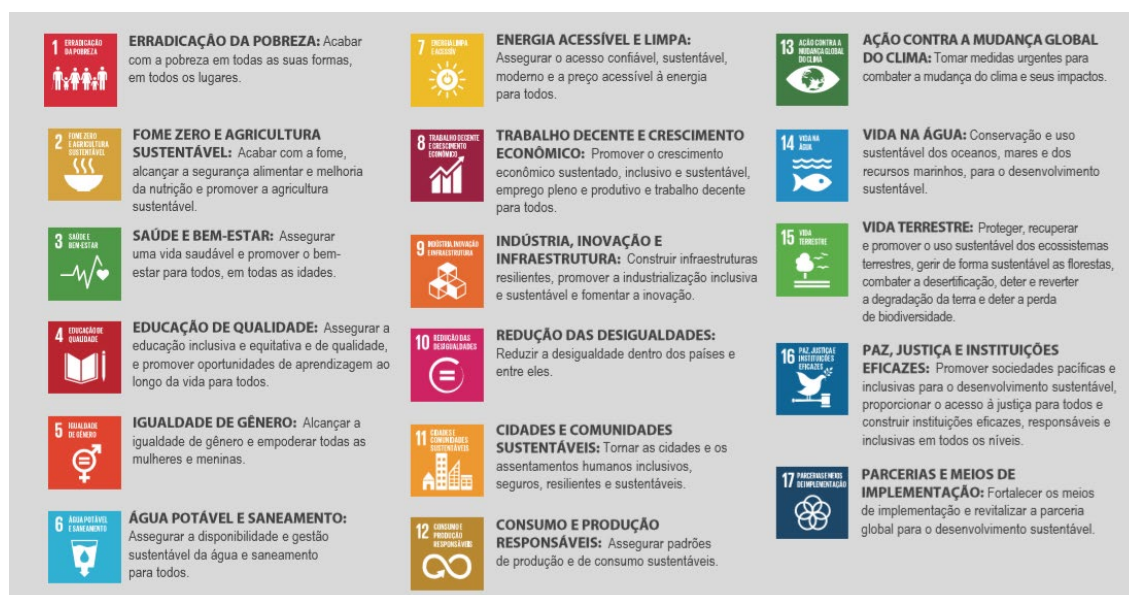 1 ERRADICAÇÃO
DA POBREZA
ERRADICAÇÂO DA POBREZA: Acabar
com a pobreza em todas as suas formas,
em todos os lugares.
2 FOME ZERO
E AGRICULTURA
SUSTENTÁVEL
FOME ZERO E AGRICULTURA
SUSTENTÁVEL: Acabar com a fome,
alcançar a segurança alimentar e melhoria
da nutrição e promover a agricultura
sustentável.
3 SAÚDE E
BEM-ESTAR
SAÚDE E BEM-ESTAR: Assegurar
uma vida saudável e promover o bem-
estar para todos, em todas as idades.
4 EDUCAÇÃO DE
QUALIDADE
EDUCAÇÃO DE QUALIDADE: Assegurar a
educação inclusiva e equitativa e de qualidade,
e promover oportunidades de aprendizagem ao
longo da vida para todos.
5 IGUALDADE
DE GÊNERO
IGUALDADE DE GÊNERO: Alcançar a
igualdade de gênero e empoderar todas as
mulheres e meninas.
6 ÁGUA POTÁVEL
E SANEAMENTO
ÁGUA POTÁVEL E SANEAMENTO:
Assegurar a disponibilidade e gestão
sustentável da água e saneamento
para todos.
7 ENERGIA LIMPA
E ACESSÍV
ENERGIA ACESSÍVEL E LIMPA:
Assegurar o acesso confiável, sustentável,
moderno e a preço acessível à energia
para todos.
8 TRABALHO DECENTE
E CRESCIMENTO
ECONÔMICO
TRABALHO DECENTE E CRESCIMENTO
ECONÔMICO: Promover o crescimento
econômico sustentado, inclusivo e sustentável,
emprego pleno e produtivo e trabalho decente
para todos.
9 INDÚSTRIA, INOVAÇÃO
E INFRAESTRUTURA
INDÚSTRIA, INOVAÇÃO E
INFRAESTRUTURA: Construir infraestruturas
resilientes, promover a industrialização inclusiva
e sustentável e fomentar a inovação.
10 REDUÇÃO DAS
DESIGUALDADES
REDUÇÃO DAS DESIGUALDADES:
Reduzir a desigualdade dentro dos países e
entre eles.
11 CIDADES E
COMUNIDADES
SUSTENTÁVEIS
CIDADES E COMUNIDADES
SUSTENTÁVEIS: Tornar as cidades e os
assentamentos humanos inclusivos,
seguros, resilientes e sustentáveis.
12 CONSUMO E
PRODUÇÃO
RESPONSÁVEIS
CONSUMO E PRODUÇÃO
RESPONSÁVEIS: Assegurar padrões
de produção e de consumo sustentáveis.
13 AÇÃO CONTRA A
MUDANÇA GLOBAL
DO CLIMA
AÇÃO CONTRA A MUDANÇA GLOBAL
DO CLIMA: Tomar medidas urgentes para
combater a mudança do clima e seus impactos.
14 VIDA NA
ÁGUA
VIDA NA ÁGUA: Conservação e uso
sustentável dos oceanos, mares e dos
recursos marinhos, para o desenvolvimento
sustentável.
15 VIDA
TERRESTRE
VIDA TERRESTRE: Proteger, recuperar
e promover o uso sustentável dos ecossistemas
terrestres, gerir de forma sustentável as florestas,
combater a desertificação, deter e reverter
a degradação da terra e deter a perda
de biodiversidade.
16 PAZ, JUSTIÇA E
INSTITUIÇÕES
EFICAZES
PAZ, JUSTIÇA E INSTITUIÇÕES
EFICAZES: Promover sociedades pacíficas e
inclusivas para o desenvolvimento sustentável,
proporcionar o acesso à justiça para todos e
construir instituições eficazes, responsáveis e
inclusivas em todos os níveis.
17 PARCERIAS E MEIOS
DE IMPLEMENTAÇÃO
PARCERIAS E MEIOS DE
IMPLEMENTAÇÃO: Fortalecer os meios
de implementação e revitalizar a parceria
global para o desenvolvimento sustentável.